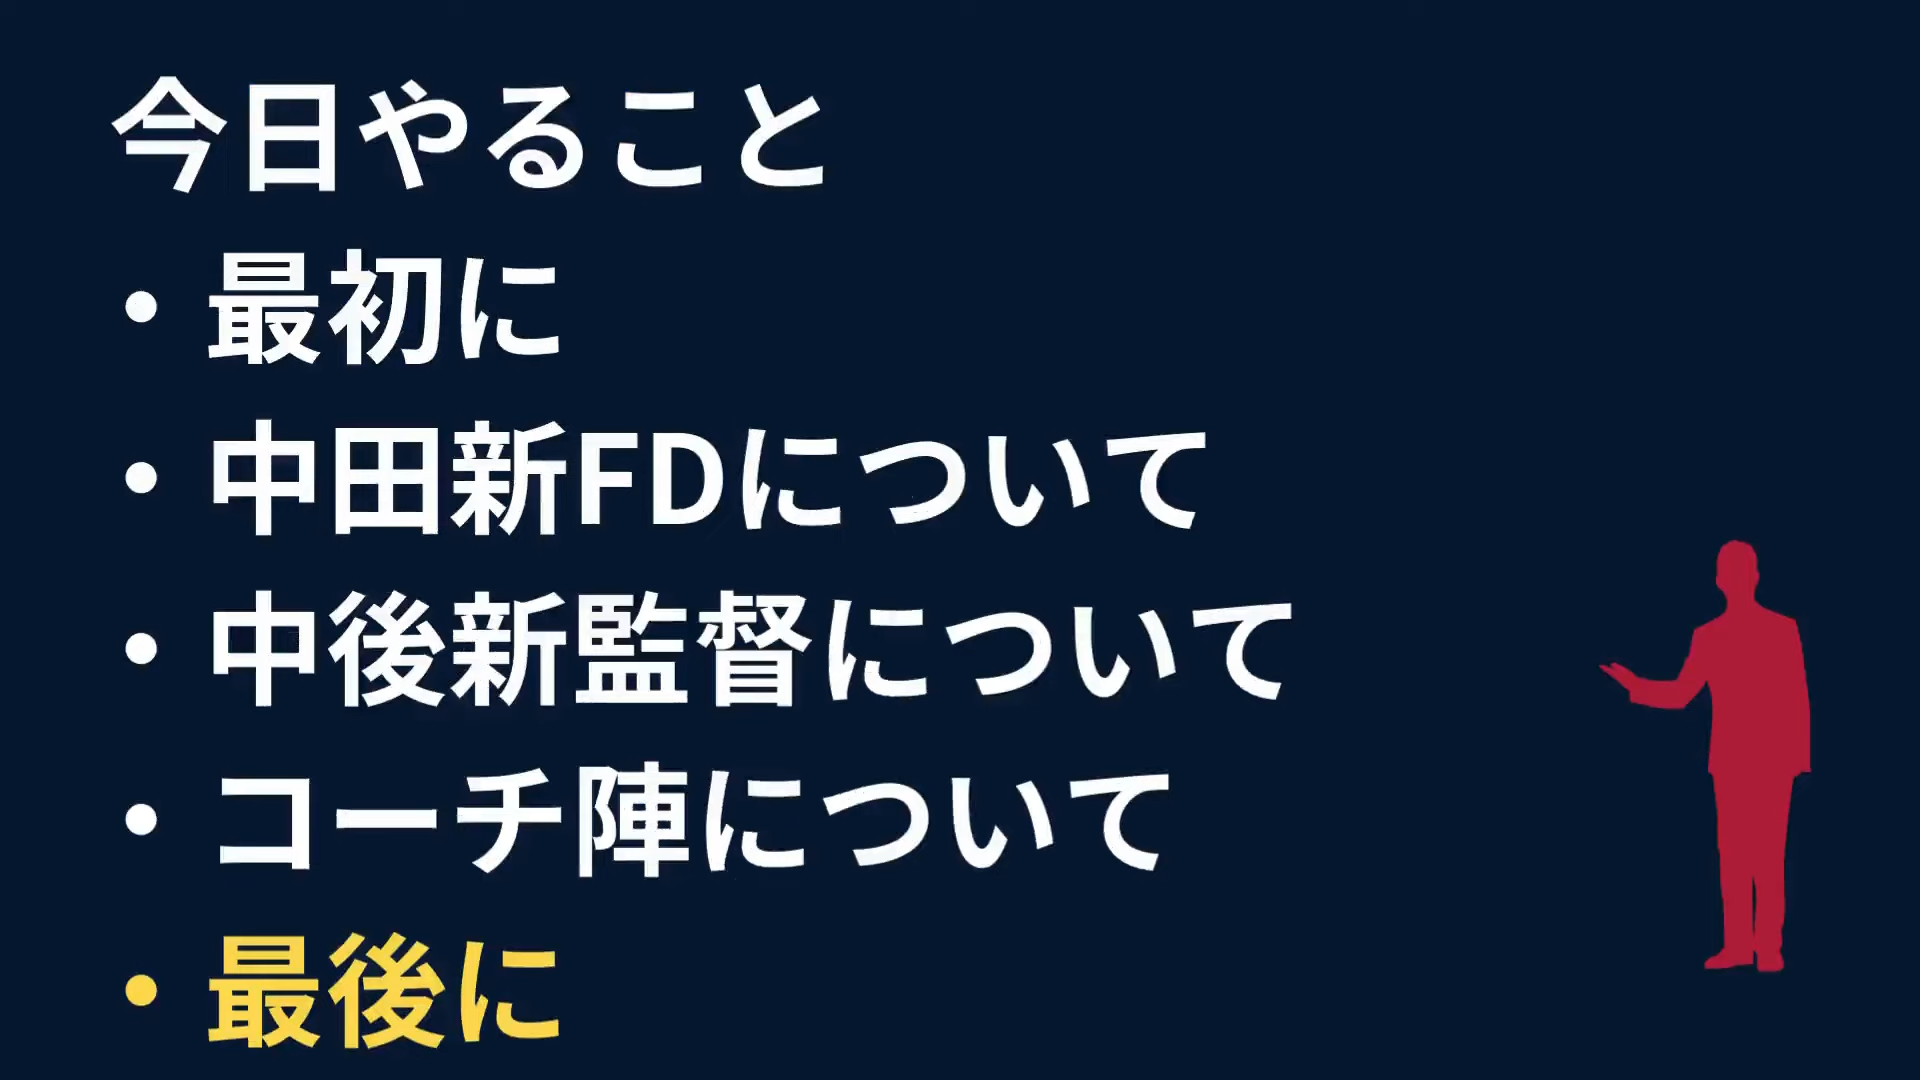 今日やること
・最初に
・中田新FDについて
・中後新監督について
・コーチ陣について
・最後に